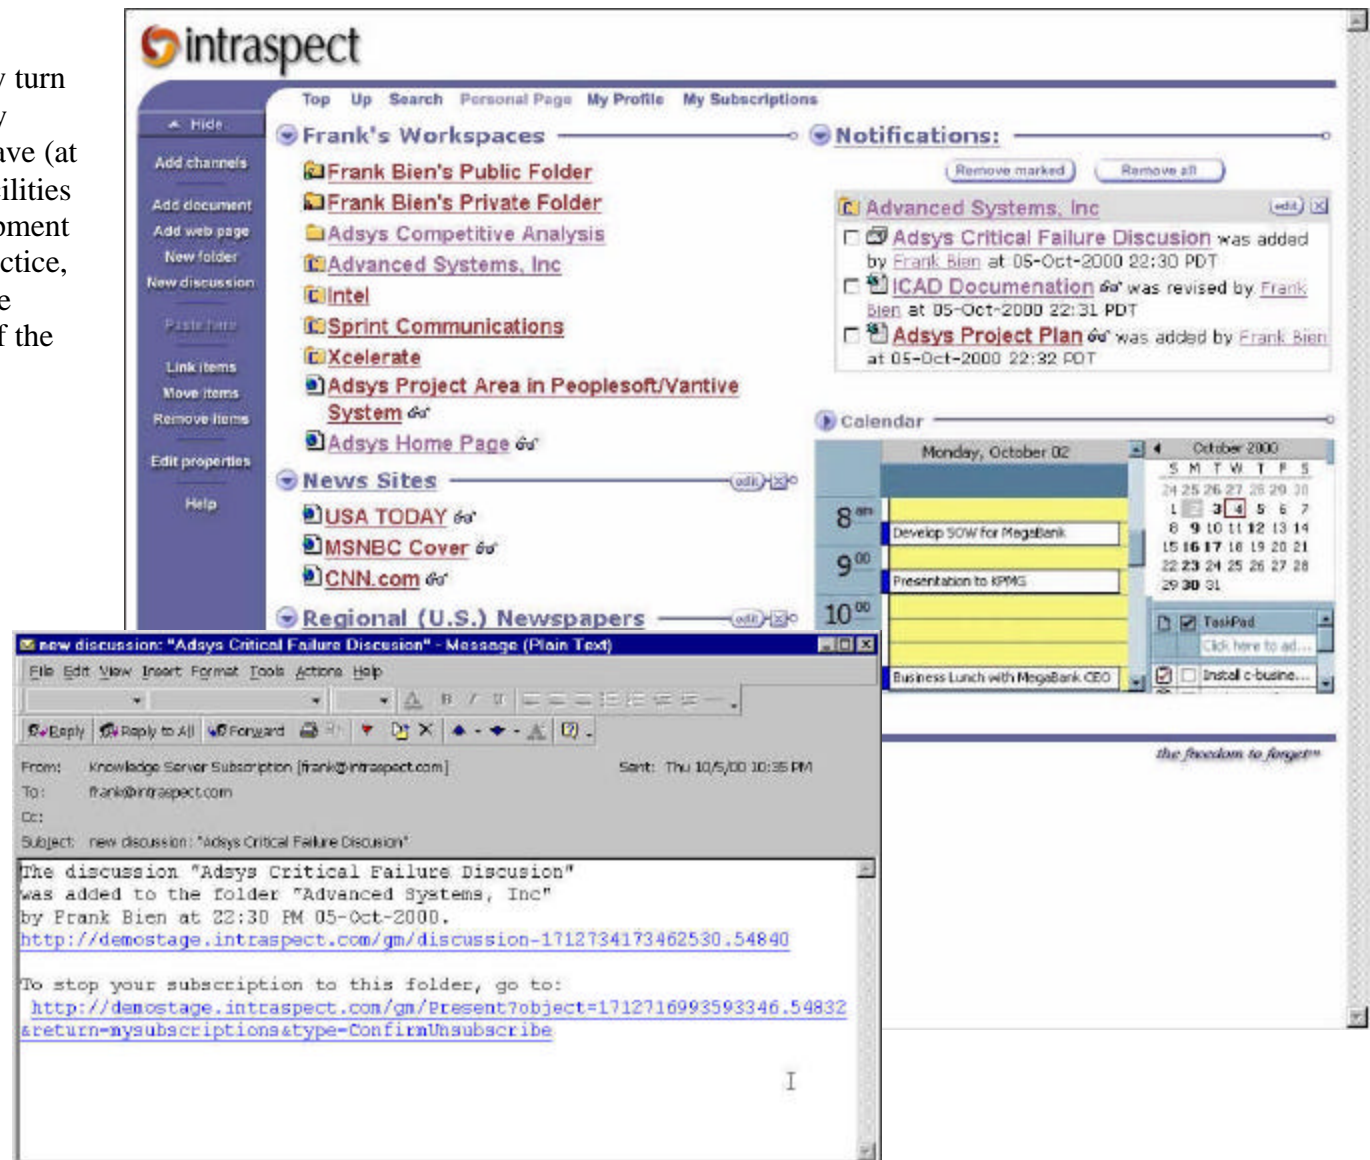 y turn
y
ave (at
cilities
pment
ctice,
e
f the
intraspect
Top Up Search Personal Page My Profile My Subscriptions
Hide
Add channels
Add document
Add web page
New folder
New discussion
Paste here
Link items
Move items
Remove items
Edit properties
Help
Frank's Workspaces
Frank Bien's Public Folder
Frank Bien's Private Folder
Adsys Competitive Analysis
Advanced Systems, Inc
Intel
Sprint Communications
Xcelerate
Adsys Project Area in Peoplesoft/Vantive
System
Adsys Home Page
News Sites edit
USA TODAY
MSNBC Cover
CNN.com
Regional (U.S.) Newspapers edit
Notifications:
Remove marked Remove all
Advanced Systems, Inc edit
Adsys Critical Failure Discusion was added
by Frank Bien at 05-Oct-2000 22:30 PDT
ICAD Documenation was revised by Frank
Bien at 05-Oct-2000 22:31 PDT
Adsys Project Plan was added by Frank Bien
at 05-Oct-2000 22:32 PDT
Calendar
Monday, October 02
8 am
Develop SOW for MegaBank
9 00
Presentation to KPMG
10 00
Business Lunch with MegaBank CEO
October 2000
S M T W T F S
24 25 26 27 28 29 30
1 2 3 4 5 6 7
8 9 10 11 12 13 14
15 16 17 18 19 20 21
22 23 24 25 26 27 28
29 30 31
TaskPad
Click here to ad...
Install c-busine...
the freedom to forget™
new discussion: "Adsys Critical Failure Discusion" - Message (Plain Text)
File Edit View Insert Format Tools Actions Help
Reply Reply to All Forward
From: Knowledge Server Subscription [frank@intraspect.com] Sent: Thu 10/5/00 10:35 PM
To: frank@intraspect.com
Cc:
Subject: new discussion: "Adsys Critical Failure Discusion"
The discussion "Adsys Critical Failure Discusion"
was added to the folder "Advanced Systems, Inc"
by Frank Bien at 22:30 PM 05-Oct-2000.
http://demostage.intraspect.com/gm/discussion-1712734173462530.54840
To stop your subscription to this folder, go to:
http://demostage.intraspect.com/gm/Present?object=1712716993593346.54832
&return=mysubscriptions&type=ConfirmUnsubscribe